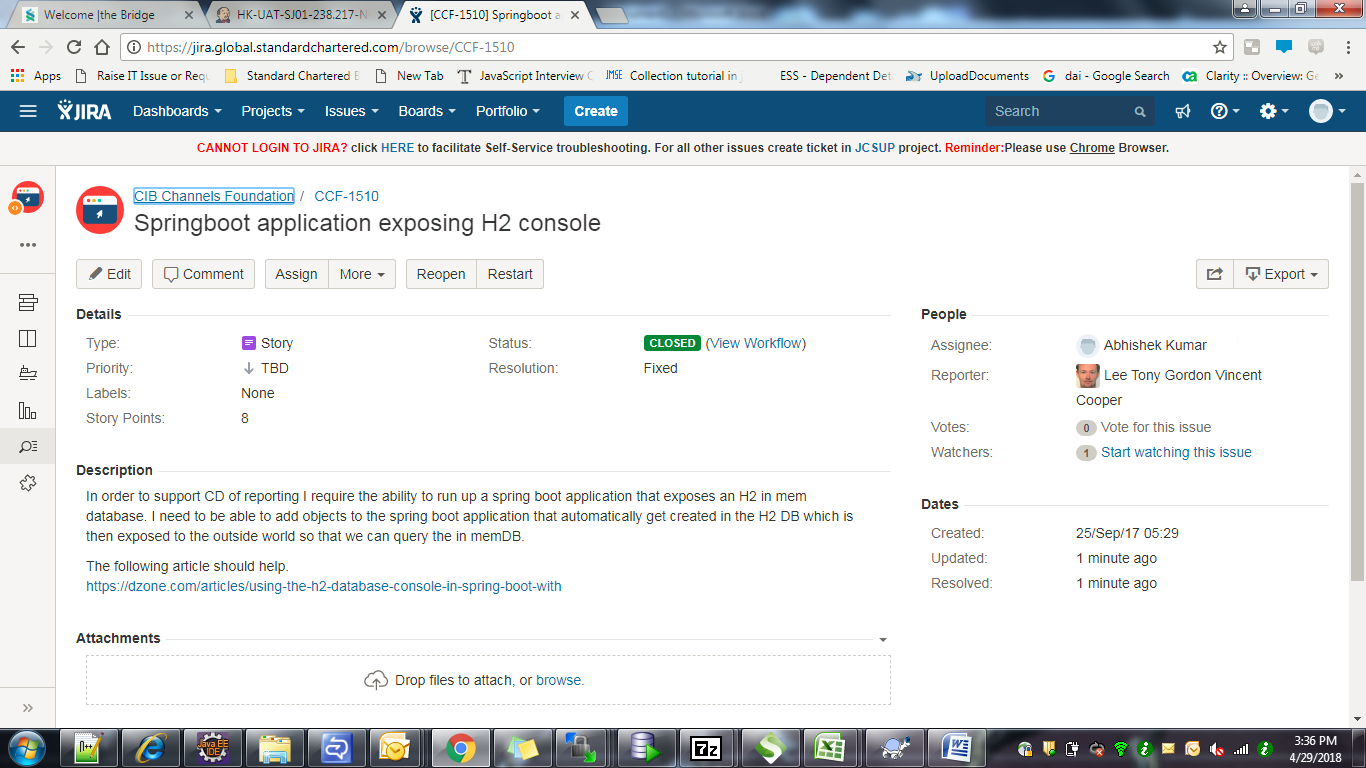 Welcome |the Bridge
HK-UAT-SJ01-238.217-N
[CCF-1510] Springboot a
https://jira.global.standardchartered.com/browse/CCF-1510
Apps Raise IT Issue or Requ Standard Chartered B New Tab JavaScript Interview C JMSE Collection tutorial in j ESS - Dependent Det UploadDocuments dai - Google Search ca Clarity :: Overview: Ge »
JIRA Dashboards Projects Issues Boards Portfolio Create Search
CANNOT LOGIN TO JIRA? click HERE to facilitate Self-Service troubleshooting. For all other issues create ticket in JCSUP project. Reminder:Please use Chrome Browser.
CIB Channels Foundation / CCF-1510
Springboot application exposing H2 console
Edit Comment Assign More Reopen Restart Export
Details
Type: Story Status: CLOSED (View Workflow)
Priority: TBD Resolution: Fixed
Labels: None
Story Points: 8
People
Assignee: Abhishek Kumar
Reporter: Lee Tony Gordon Vincent
Cooper
Votes: 0 Vote for this issue
Watchers: 1 Start watching this issue
Description
In order to support CD of reporting I require the ability to run up a spring boot application that exposes an H2 in mem
database. I need to be able to add objects to the spring boot application that automatically get created in the H2 DB which is
then exposed to the outside world so that we can query the in memDB.
The following article should help.
https://dzone.com/articles/using-the-h2-database-console-in-spring-boot-with
Dates
Created: 25/Sep/17 05:29
Updated: 1 minute ago
Resolved: 1 minute ago
Attachments
Drop files to attach, or browse.
Java EE
IDE
7z
3:36 PM
4/29/2018